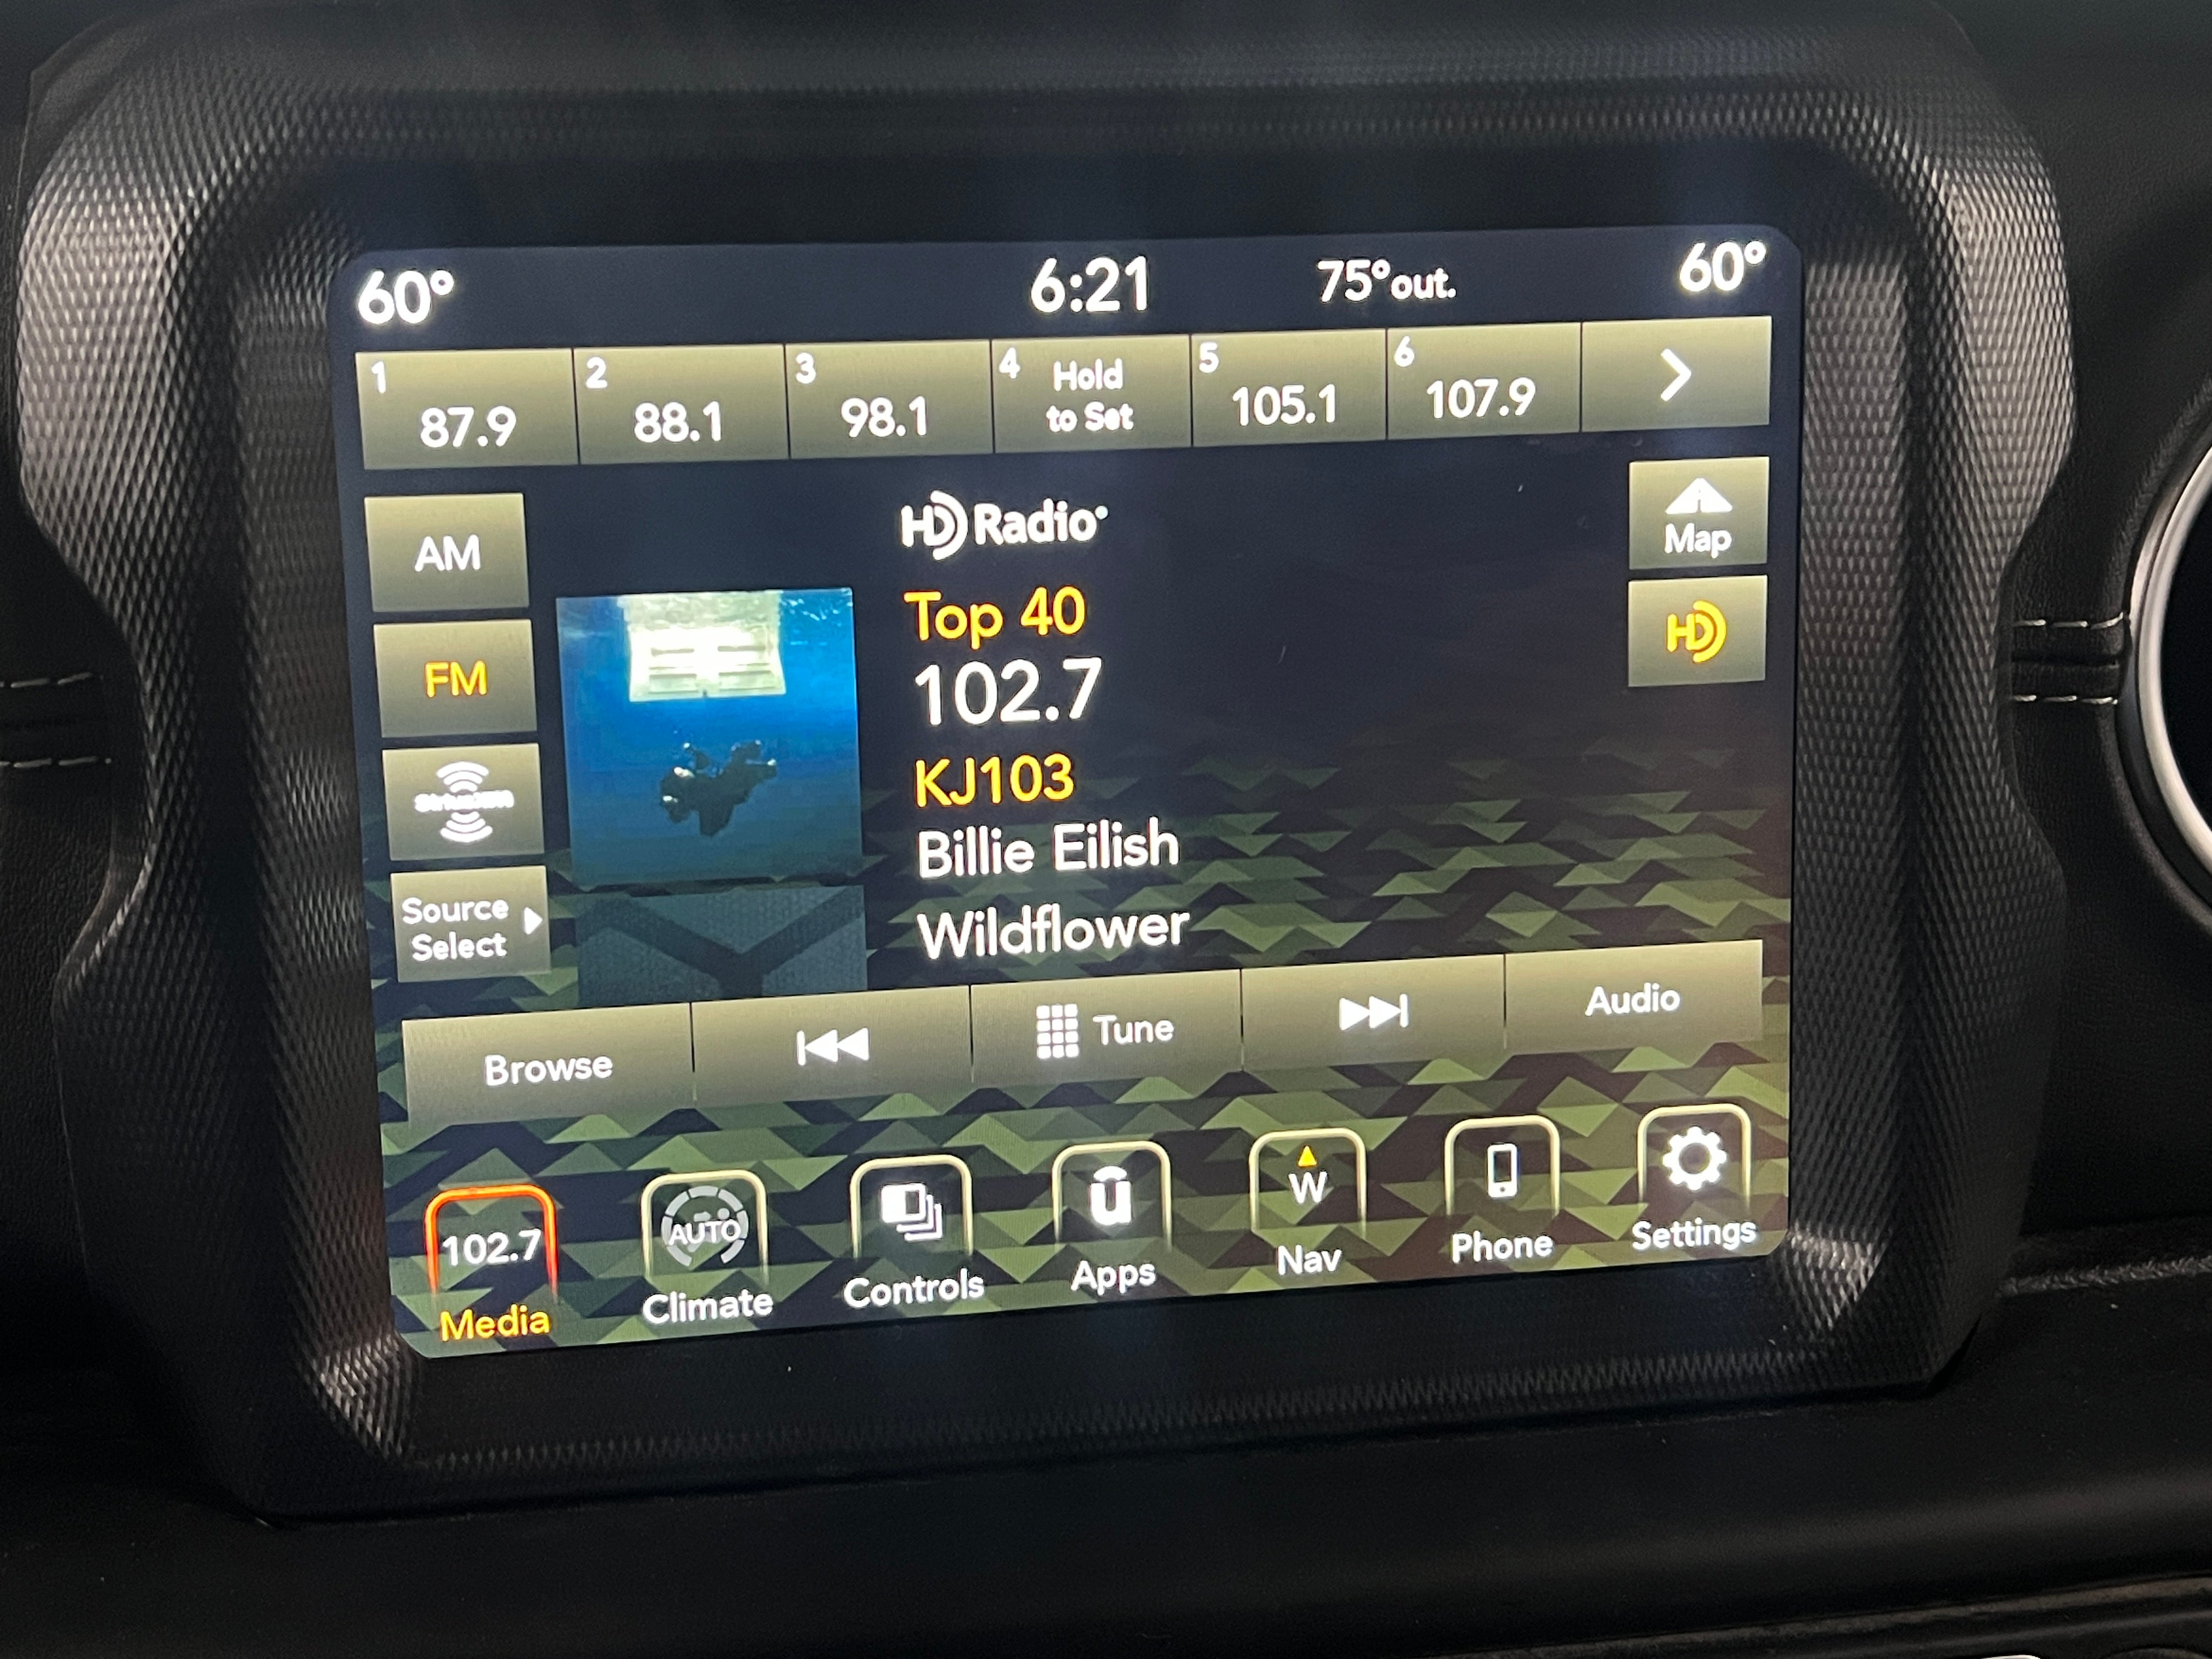 60° 6:21 75°out. 60°
1 87.9
2 88.1
3 98.1
4 Hold
to Set
5 105.1
6 107.9
AM
FM
Source
Select
HD Radio
Top 40
102.7
KJ103
Billie Eilish
Wildflower
Map
HD
Browse
Tune
Audio
102.7
Media
AUTO
Climate
Controls
u
Apps
W
Nav
Phone
Settings